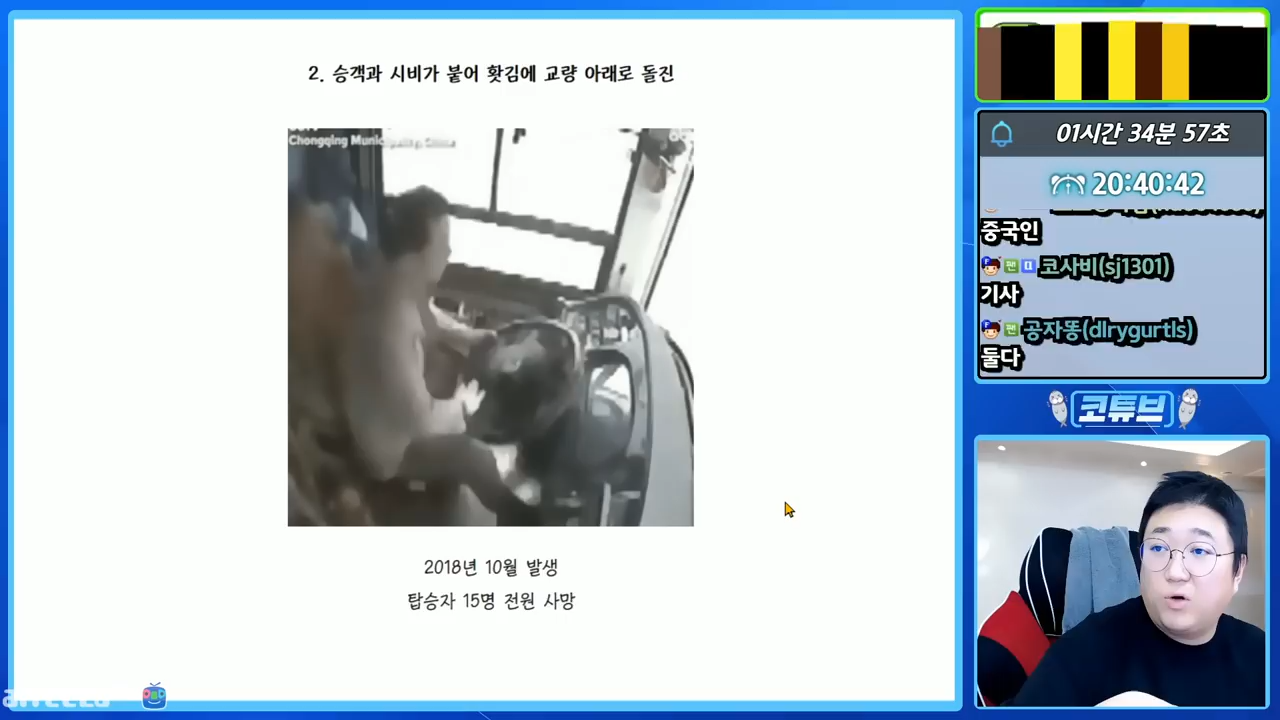 2. 승객과 시비가 붙어 홧김에 교량 아래로 돌진
Chongqing Municipality, China
2018년 10월 발생
탑승자 15명 전원 사망
01시간 34분 57초
20:40:42
중국인
코사비(sj1301)
기사
공자똥(dlrygurtls)
둘다
코튜브